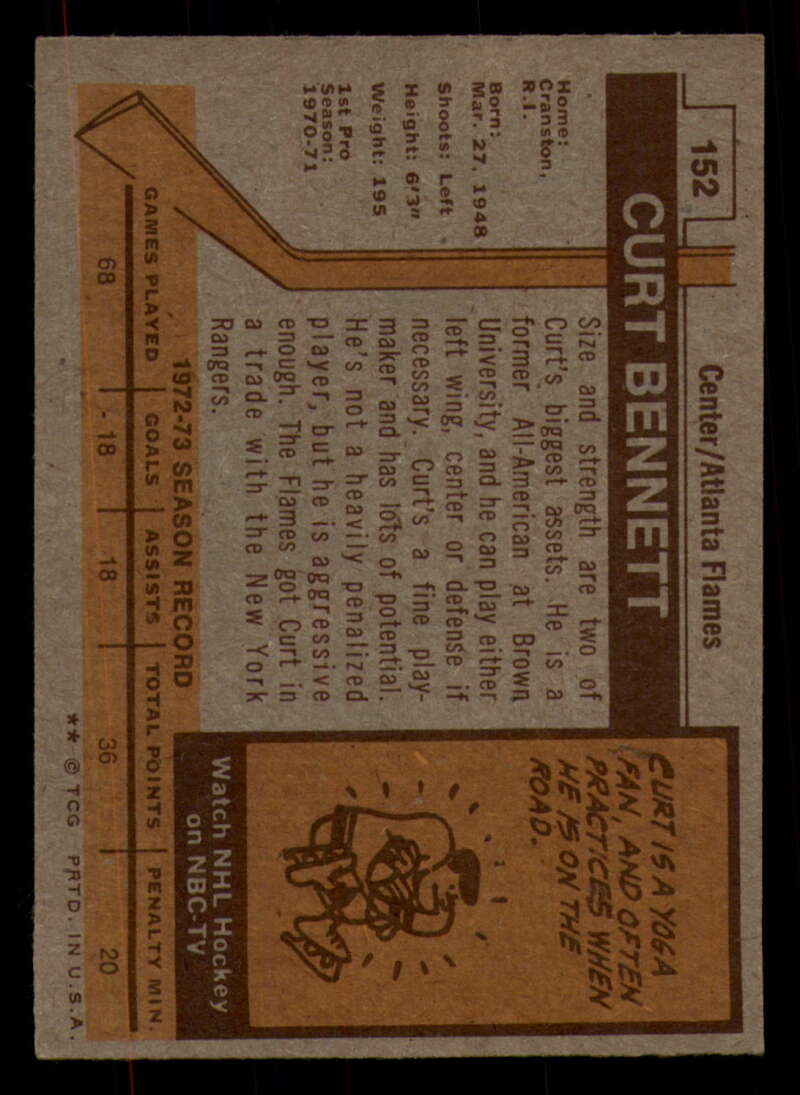 152
Center/Atlanta Flames
CURT BENNETT
Home:
Cranston,
R.I.
Born:
Mar. 27, 1948
Shoots: Left
Height: 6'3"
Weight: 195
1st Pro
Season:
1970-71
Size and strength are two of
Curt's biggest assets. He is a
former All-American at Brown
University, and he can play either
left wing, center or defense if
necessary. Curt's a fine play-
maker and has lots of potential.
He's not a heavily penalized
player, but he is aggressive
enough. The Flames got Curt in
a trade with the New York
Rangers.
CURT IS A YOGA
FAN, AND OFTEN
PRACTICES WHEN
HE IS ON THE
ROAD.
Watch NHL Hockey
on NBC-TV
1972-73 SEASON RECORD
GAMES PLAYED GOALS ASSISTS TOTAL POINTS PENALTY MIN.
68 18 18 36 20
** © TCG PRTD. IN U.S.A.